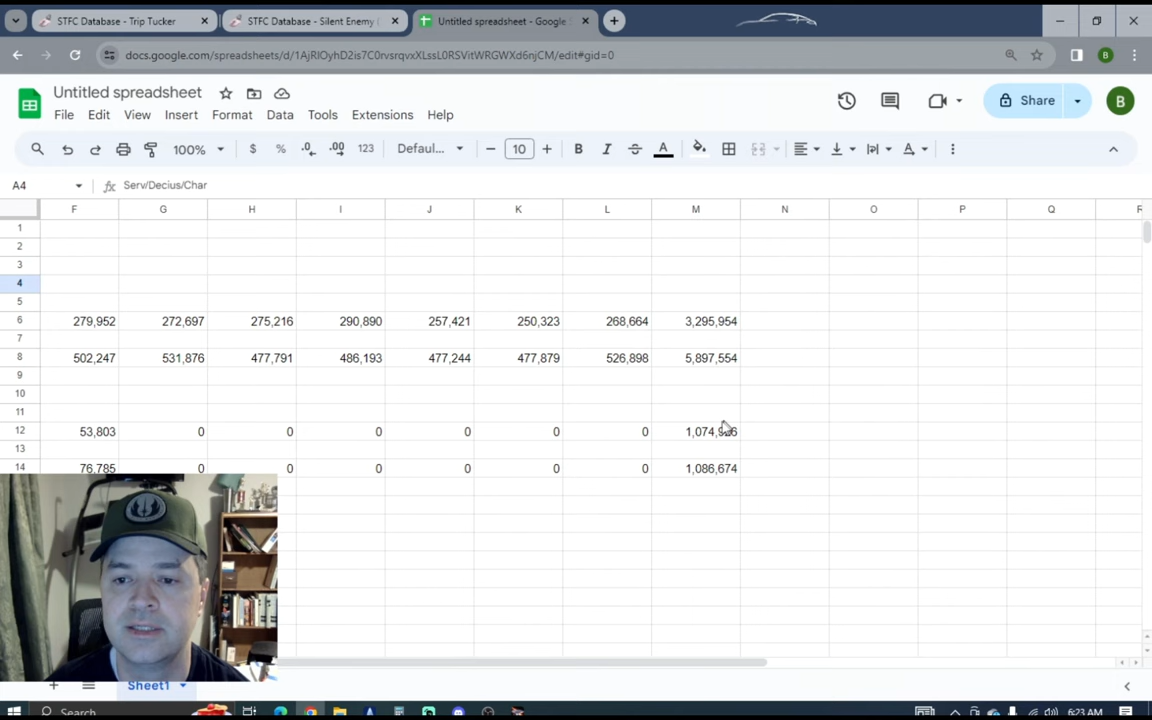 STFC Database - Trip Tucker
STFC Database - Silent Enemy
Untitled spreadsheet - Google
docs.google.com/spreadsheets/d/1AjRlOyhD2is7C0rvsrqvxXLssL0RSVitWRGWXd6njCM/edit#gid=0
B
Untitled spreadsheet
File Edit View Insert Format Data Tools Extensions Help
Share
B
100% $ % .0 .00 123 Defaul... 10 B I A
A4 fx Serv/Decius/Char
F G H I J K L M N O P Q R
1
2
3
4
5
6 279,952 272,697 275,216 290,890 257,421 250,323 268,664 3,295,954
7
8 502,247 531,876 477,791 486,193 477,244 477,879 526,898 5,897,554
9
10
11
12 53,803 0 0 0 0 0 0
13
14 76,785 0 0 0 0 0 0 1,086,674
Sheet1
Search
6:23 AM